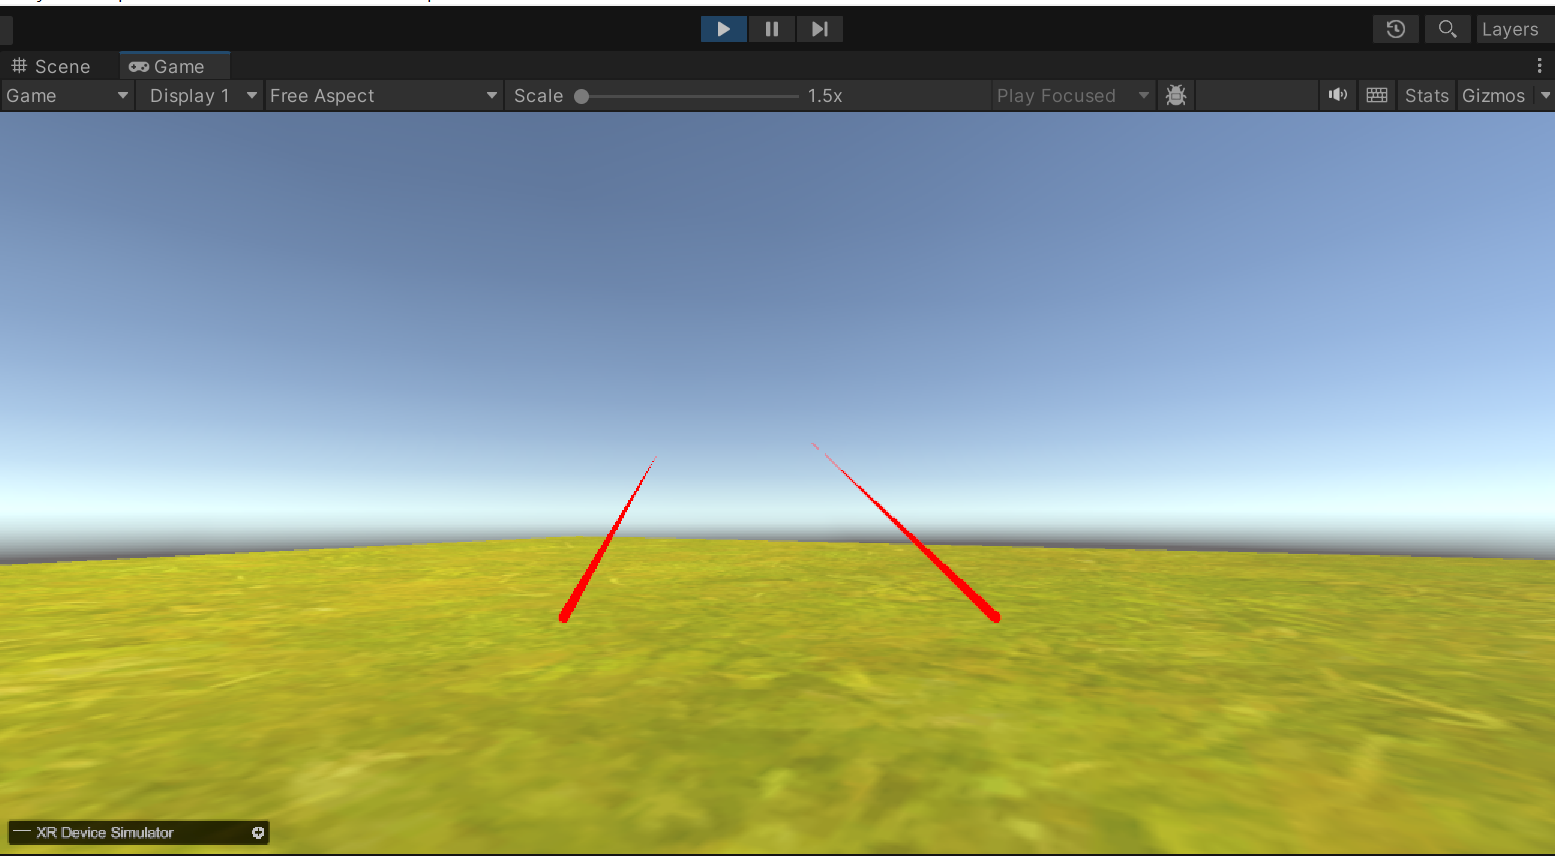 Layers
Scene Game
Game Display 1 Free Aspect Scale 1.5x Play Focused Stats Gizmos
XR Device Simulator